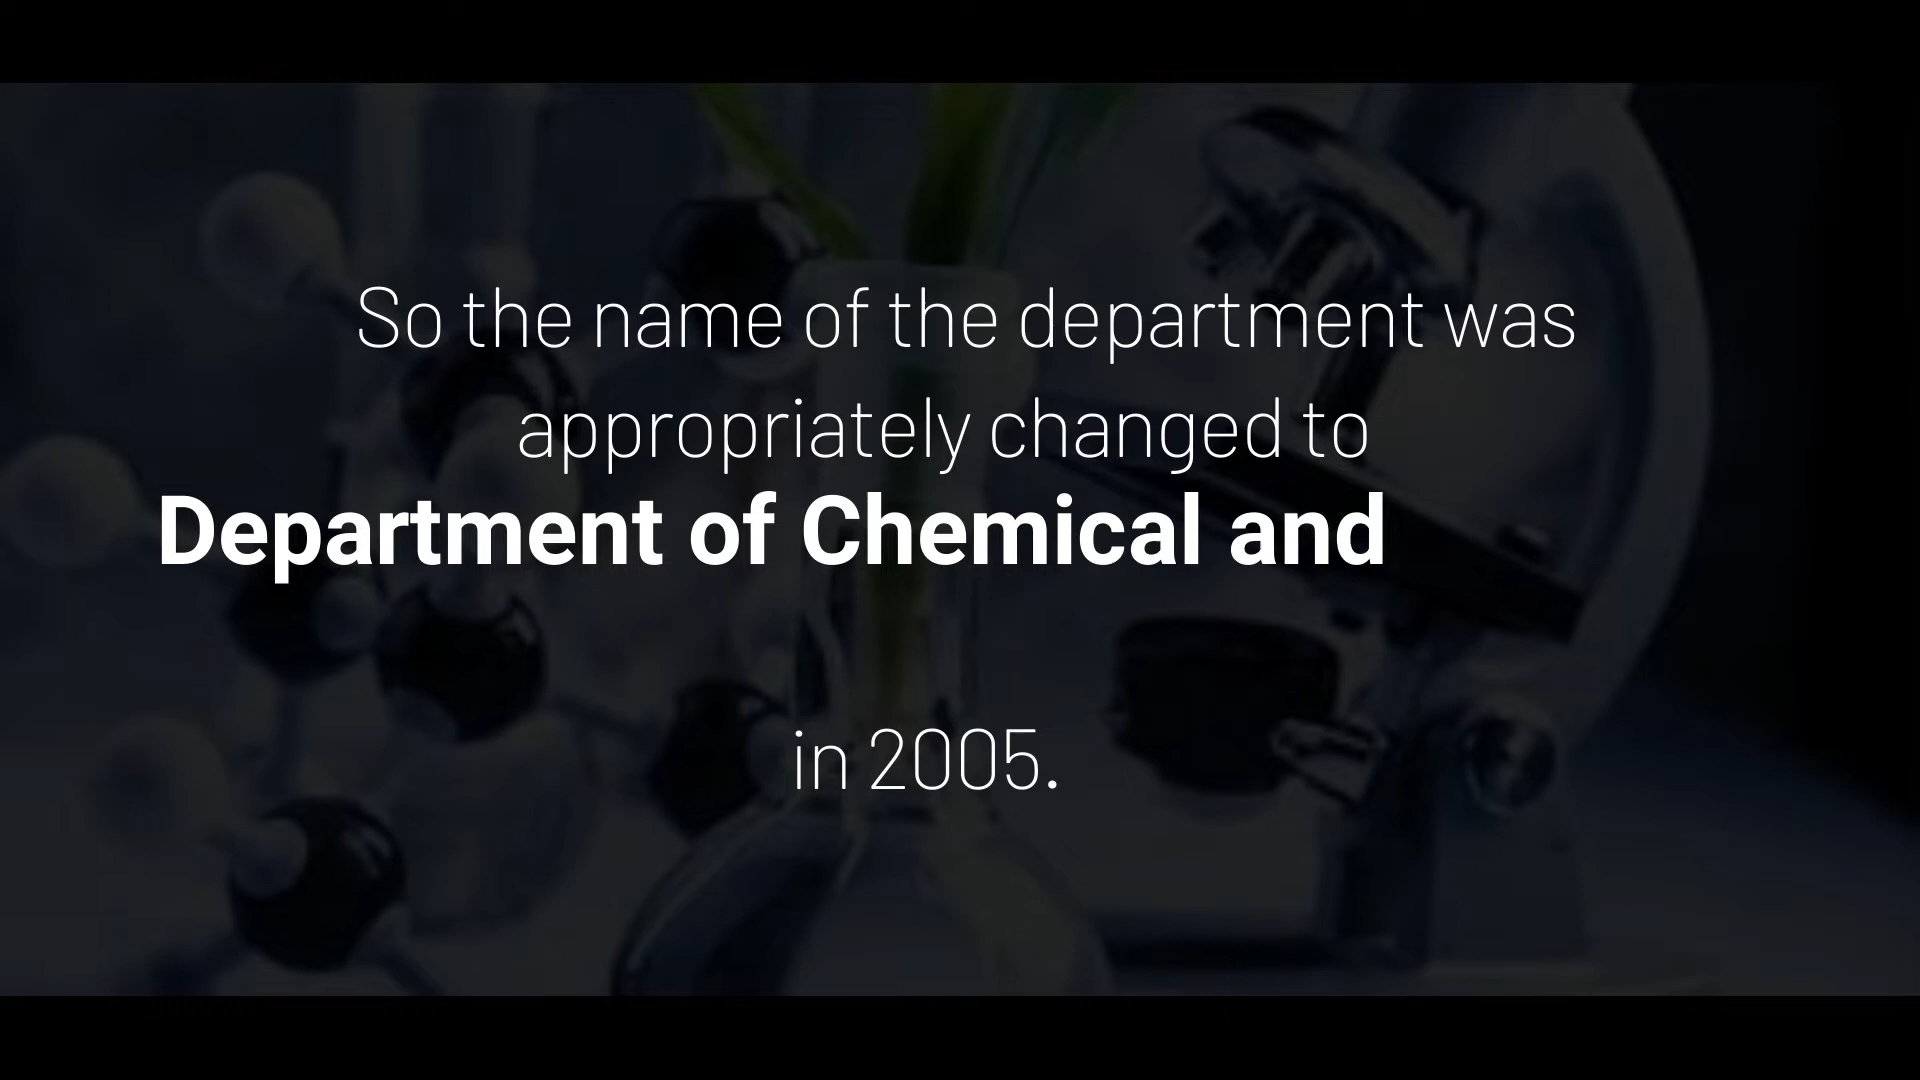 So the name of the department was
appropriately changed to
Department of Chemical and
in 2005.